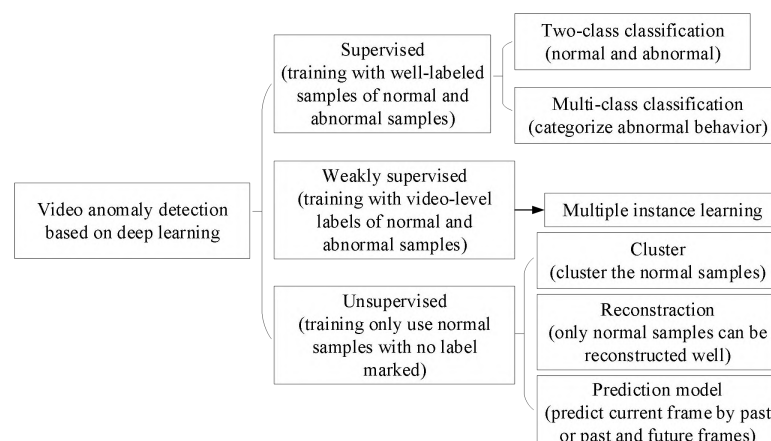 Video anomaly detection
based on deep learning
Supervised
(training with well-labeled
samples of normal and
abnormal samples)
Two-class classification
(normal and abnormal)
Multi-class classification
(categorize abnormal behavior)
Weakly supervised
(training with video-level
labels of normal and
abnormal samples)
Multiple instance learning
Unsupervised
(training only use normal
samples with no label
marked)
Cluster
(cluster the normal samples)
Reconstraction
(only normal samples can be
reconstructed well)
Prediction model
(predict current frame by past
or past and future frames)